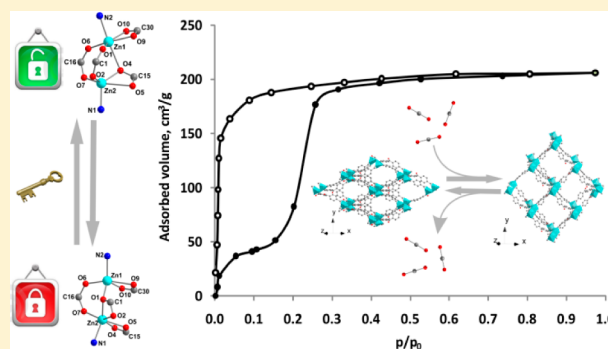 N2
O10
C30
O9
Zn1
O6
O1
O4
C16
C1
O2
C15
O7
Zn2
O5
N1
N2
Zn1
O9
O6
O10
C30
O1
C16
C1
O7
O2
Zn2
O5
O4
C15
N1
Adsorbed volume, cm³/g
250
200
150
100
50
0
0.0 0.1 0.2 0.3 0.4 0.5 0.6 0.7 0.8 0.9 1.0
p/p₀
y
z x
y
z x